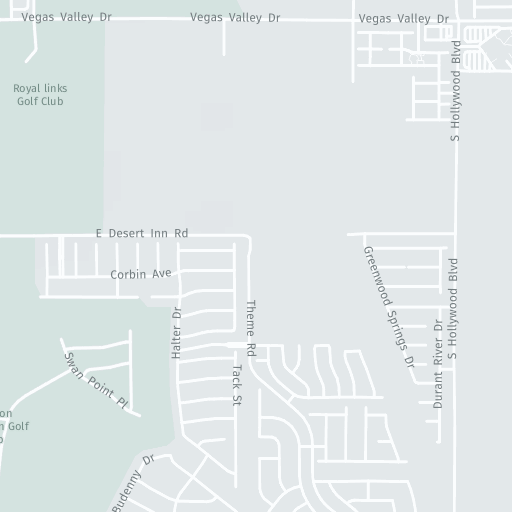 Vegas Valley Dr
Vegas Valley Dr
Vegas Valley Dr
S Hollywood Blvd
Royal links
Golf Club
E Desert Inn Rd
Corbin Ave
Greenwood Springs Dr
S Hollywood Blvd
Halter Dr
Theme Rd
Durant River Dr
Swan Point Pl
Tack St
on
n Golf
Budenny Dr